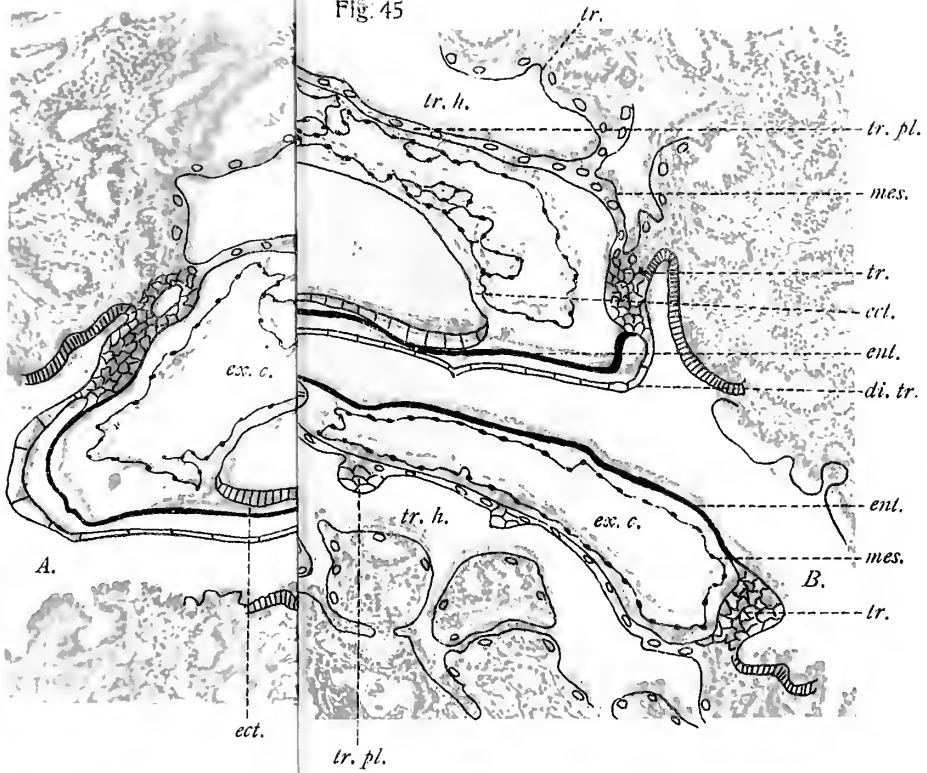 Fig. 45
tr.
tr. h.
tr. pl.
mes.
tr.
ect.
ex. c.
ent.
di. tr.
ent.
tr. h.
ex. c.
mes.
A.
B.
tr.
ect.
tr. pl.